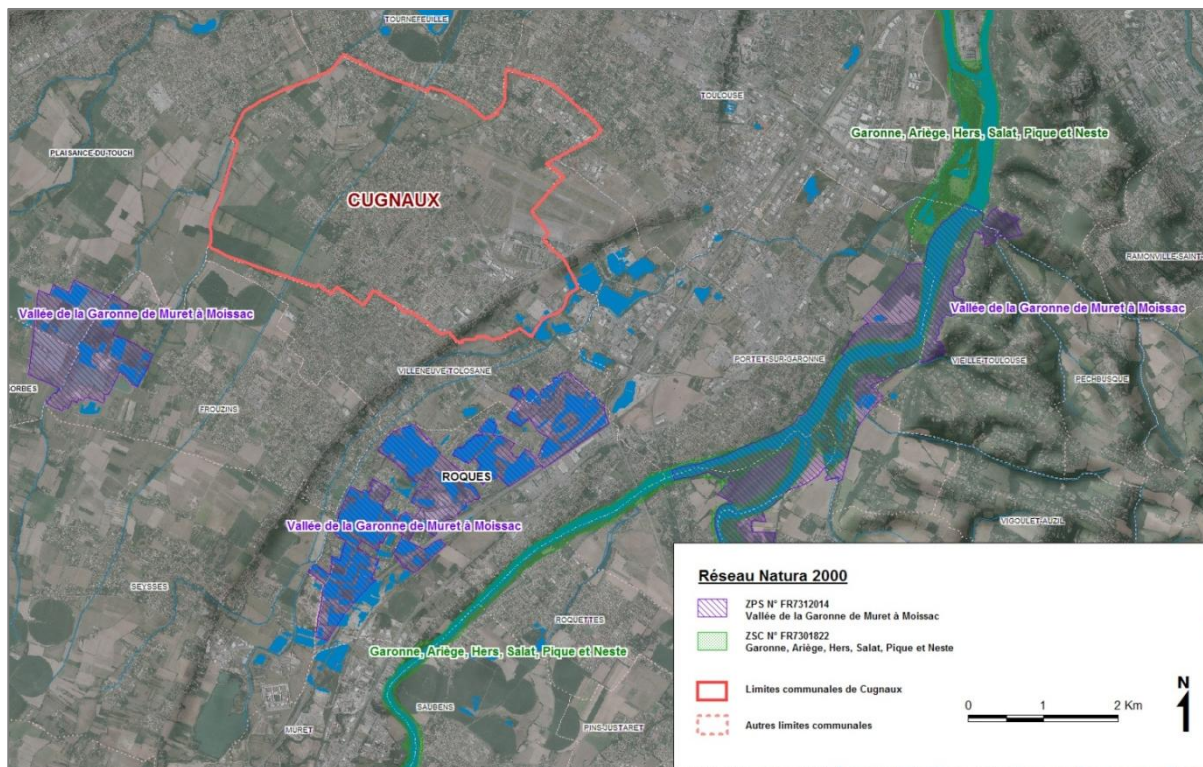 TOURNEFEUILLE
TOULOUSE
Garonne, Ariège, Hers, Salat, Pique et Neste
PLAISANCE-DU-TOUCH
CUGNAUX
RAMONVILLE-SAINT-
Vallée de la Garonne de Muret à Moissac
Vallée de la Garonne de Muret à Moissac
PORTET-SUR-GARONNE
VIEILLE-TOULOUSE
VILLENEUVE-TOLOSANE
PECHBUSQUE
ORBES
FROUZINS
ROQUES
Vallée de la Garonne de Muret à Moissac
VIGOULET-AUZIL
SEYSSES
ROQUETTES
Garonne, Ariège, Hers, Salat, Pique et Neste
SAUBENS
MURET
PINS-JUSTARET
Réseau Natura 2000
ZPS N° FR7312014
Vallée de la Garonne de Muret à Moissac
ZSC N° FR7301822
Garonne, Ariège, Hers, Salat, Pique et Neste
Limites communales de Cugnaux
Autres limites communales
N
0 1 2 Km